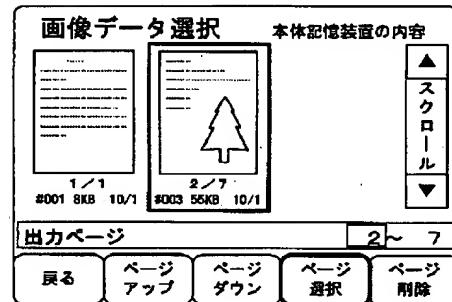 画像データ選択 本体記憶装置の内容
▲
スクロール
▼
1/1 2/7
#001 8KB 10/1 #003 55KB 10/1
出力ページ 2～ 7
戻る ページアップ ページダウン ページ選択 ページ削除